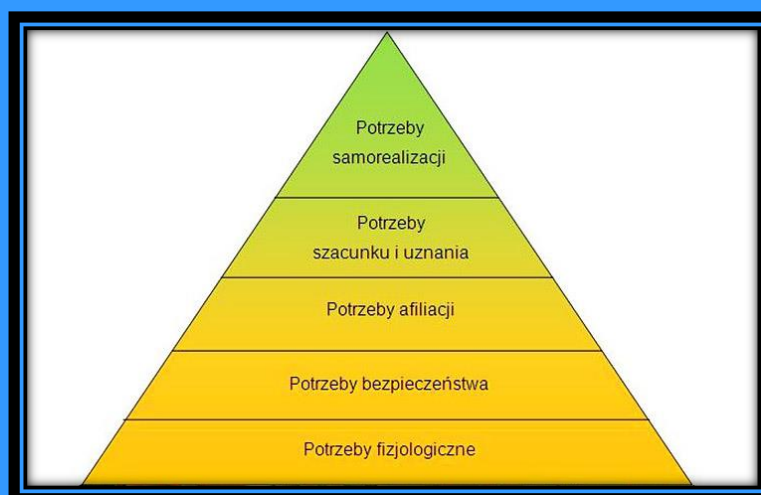 Potrzeby
samorealizacji
Potrzeby
szacunku i uznania
Potrzeby afiliacji
Potrzeby bezpieczeństwa
Potrzeby fizjologiczne